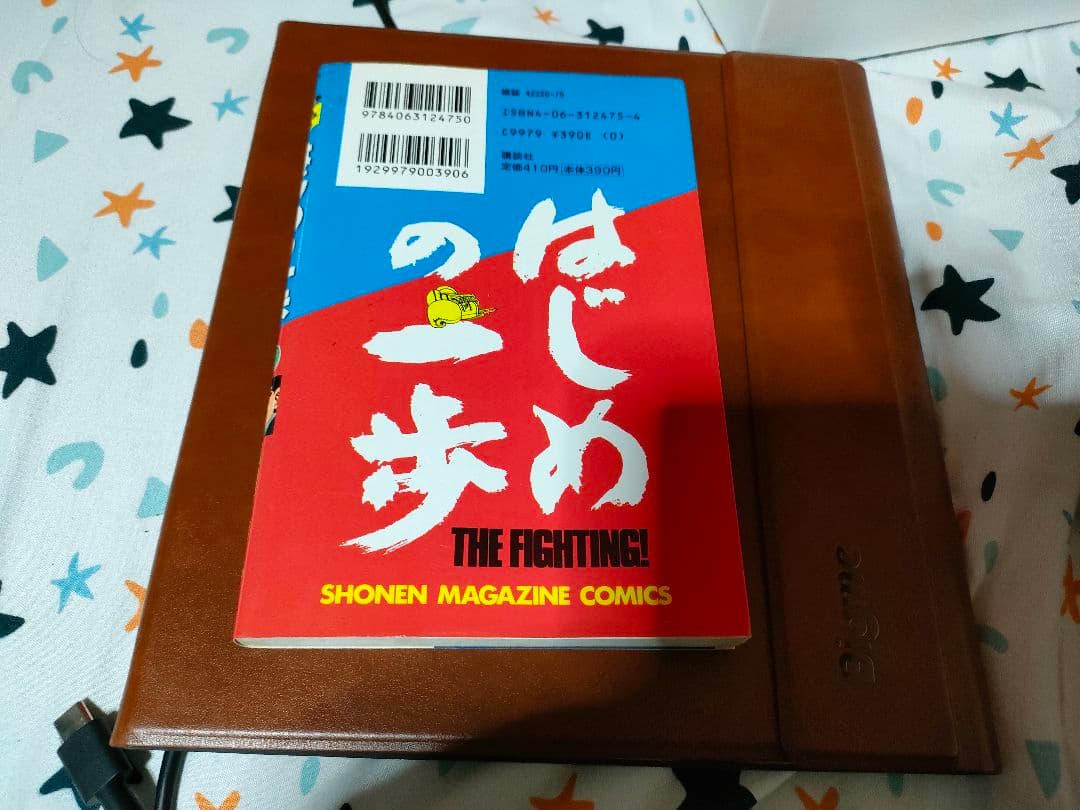 9784063124750
1929979003906
雑誌 42220-75
ISBN4-06-312475-4
C9979 ¥390E (0)
講談社
定価410円(本体390円)
はじめ
の一歩
THE FIGHTING!
SHONEN MAGAZINE COMICS